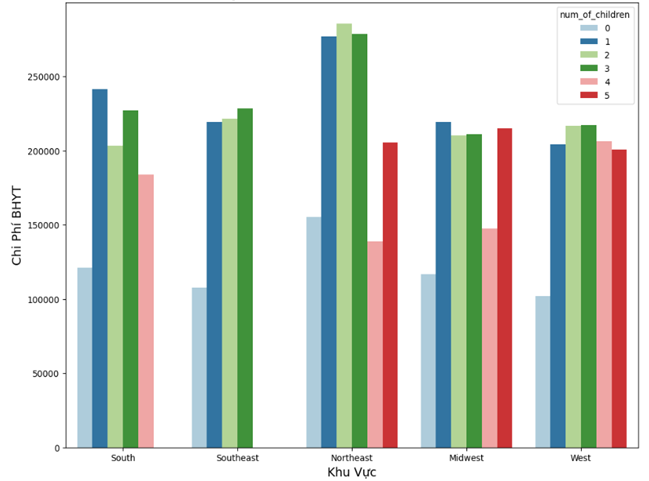 num_of_children
0
1
2
3
4
5
Chi Phí BHYT
250000
200000
150000
100000
50000
0
South
Southeast
Northeast
Midwest
West
Khu Vực